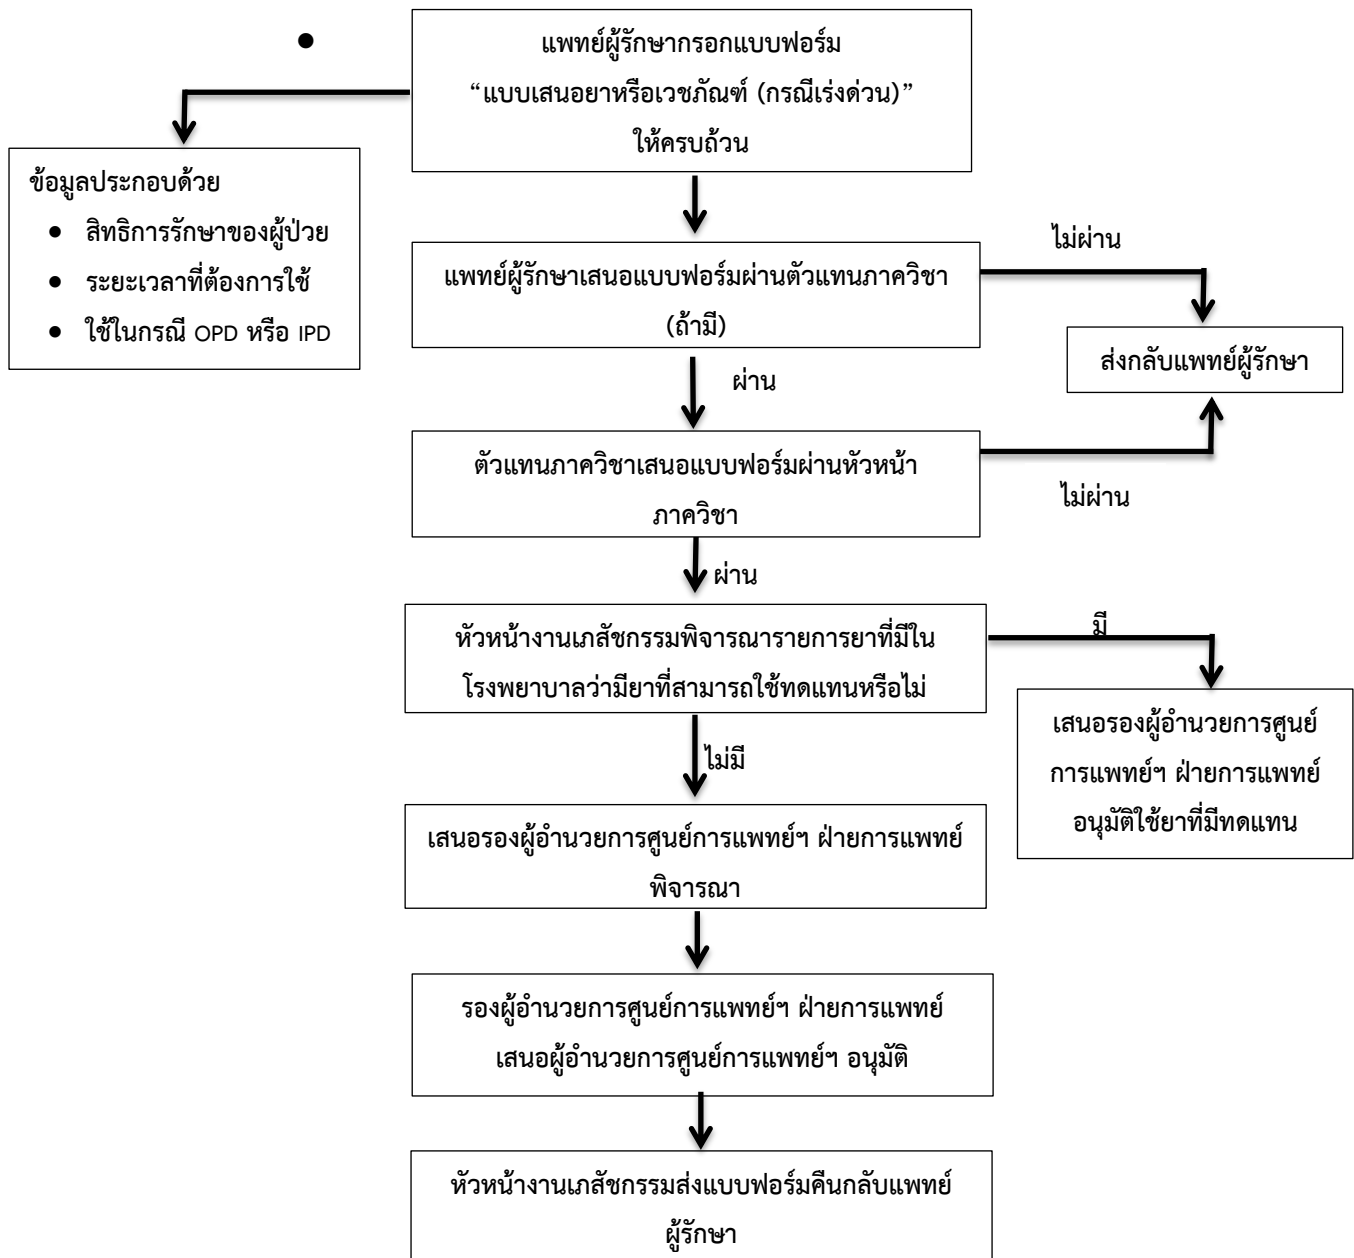 แพทย์ผู้รักษากรอกแบบฟอร์ม
“แบบเสนอยาหรือเวชภัณฑ์ (กรณีเร่งด่วน)”
ให้ครบถ้วน
ข้อมูลประกอบด้วย
● สิทธิการรักษาของผู้ป่วย
● ระยะเวลาที่ต้องการใช้
● ใช้ในกรณี OPD หรือ IPD
แพทย์ผู้รักษาเสนอแบบฟอร์มผ่านตัวแทนภาควิชา
(ถ้ามี)
ไม่ผ่าน
ส่งกลับแพทย์ผู้รักษา
ผ่าน
ตัวแทนภาควิชาเสนอแบบฟอร์มผ่านหัวหน้า
ภาควิชา
ไม่ผ่าน
ผ่าน
หัวหน้างานเภสัชกรรมพิจารณารายการยาที่มีใน
โรงพยาบาลว่ามียาที่สามารถใช้ทดแทนหรือไม่
มี
เสนอรองผู้อำนวยการศูนย์
การแพทย์ฯ ฝ่ายการแพทย์
อนุมัติใช้ยาที่มีทดแทน
ไม่มี
เสนอรองผู้อำนวยการศูนย์การแพทย์ฯ ฝ่ายการแพทย์
พิจารณา
รองผู้อำนวยการศูนย์การแพทย์ฯ ฝ่ายการแพทย์
เสนอผู้อำนวยการศูนย์การแพทย์ฯ อนุมัติ
หัวหน้างานเภสัชกรรมส่งแบบฟอร์มคืนกลับแพทย์
ผู้รักษา